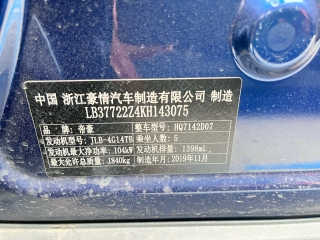 中国 浙江豪情汽车制造有限公司 制造
LB37722Z4KH143075
品牌：帝豪 整车型号：HQ7142D07
发动机型号：JLB-4G14TB 乘坐人数：5
发动机最大净功率：104kW 发动机排量：1398mL
最大允许总质量：1840kg 制造年月：2019年11月